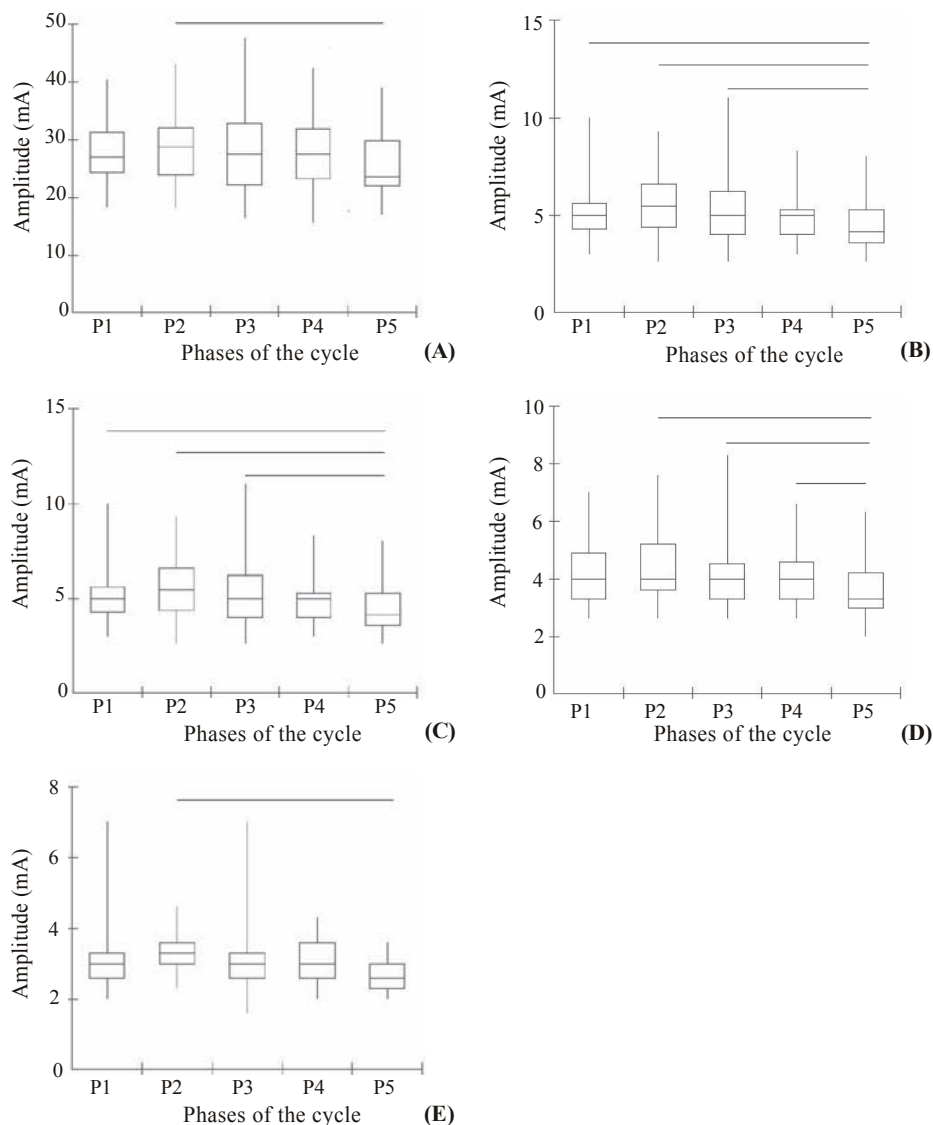 50
40
30
20
10
0
Amplitude (mA)
P1 P2 P3 P4 P5
Phases of the cycle
(A)
15
10
5
0
Amplitude (mA)
P1 P2 P3 P4 P5
Phases of the cycle
(B)
15
10
5
0
Amplitude (mA)
P1 P2 P3 P4 P5
Phases of the cycle
(C)
10
8
6
4
2
0
Amplitude (mA)
P1 P2 P3 P4 P5
Phases of the cycle
(D)
8
6
4
2
0
Amplitude (mA)
P1 P2 P3 P4 P5
Phases of the cycle
(E)